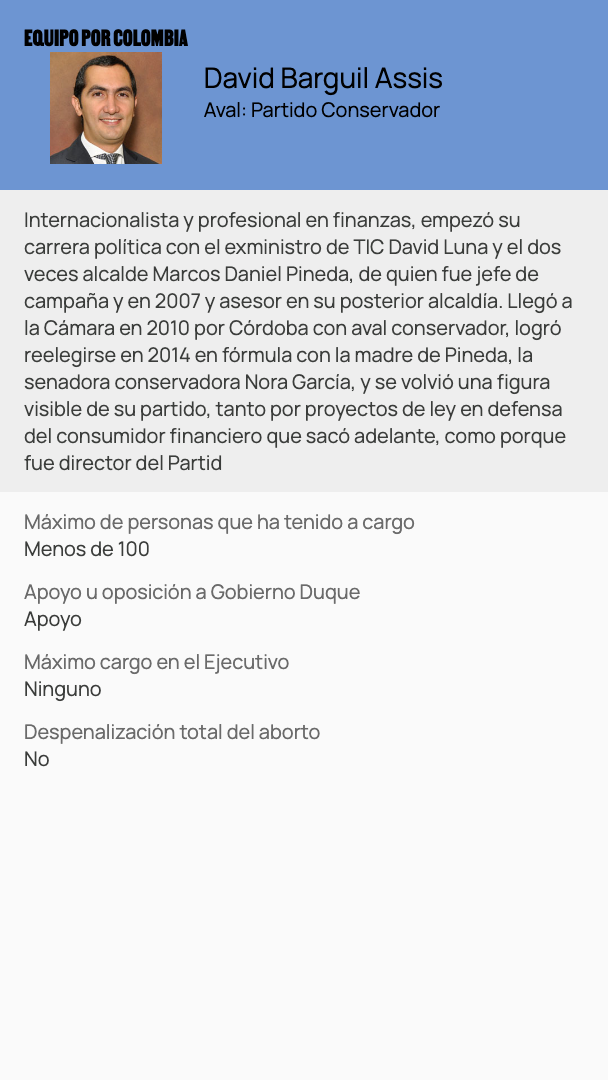 EQUIPO POR COLOMBIA
David Barguil Assis
Aval: Partido Conservador
Internacionalista y profesional en finanzas, empezó su
carrera política con el exministro de TIC David Luna y el dos
veces alcalde Marcos Daniel Pineda, de quien fue jefe de
campaña y en 2007 y asesor en su posterior alcaldía. Llegó a
la Cámara en 2010 por Córdoba con aval conservador, logró
reelegirse en 2014 en fórmula con la madre de Pineda, la
senadora conservadora Nora García, y se volvió una figura
visible de su partido, tanto por proyectos de ley en defensa
del consumidor financiero que sacó adelante, como porque
fue director del Partid
Máximo de personas que ha tenido a cargo
Menos de 100
Apoyo u oposición a Gobierno Duque
Apoyo
Máximo cargo en el Ejecutivo
Ninguno
Despenalización total del aborto
No